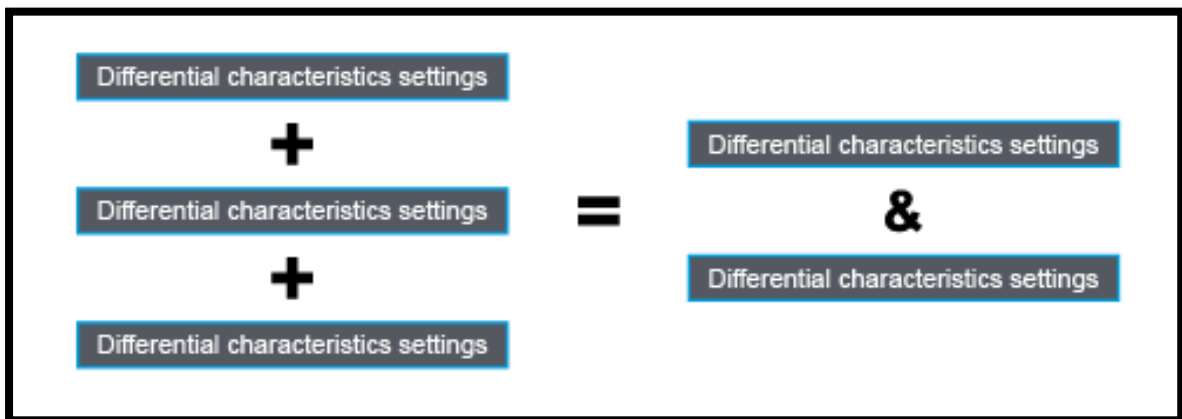 Differential characteristics settings
+
Differential characteristics settings
+
Differential characteristics settings
=
Differential characteristics settings
&
Differential characteristics settings